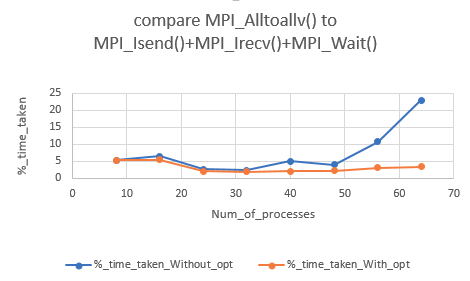 compare MPI_Alltoallv() to
MPI_Isend()+MPI_Irecv()+MPI_Wait()
%_time_taken
25
20
15
10
5
0
0 10 20 30 40 50 60 70
Num_of_processes
%_time_taken_Without_opt %_time_taken_With_opt